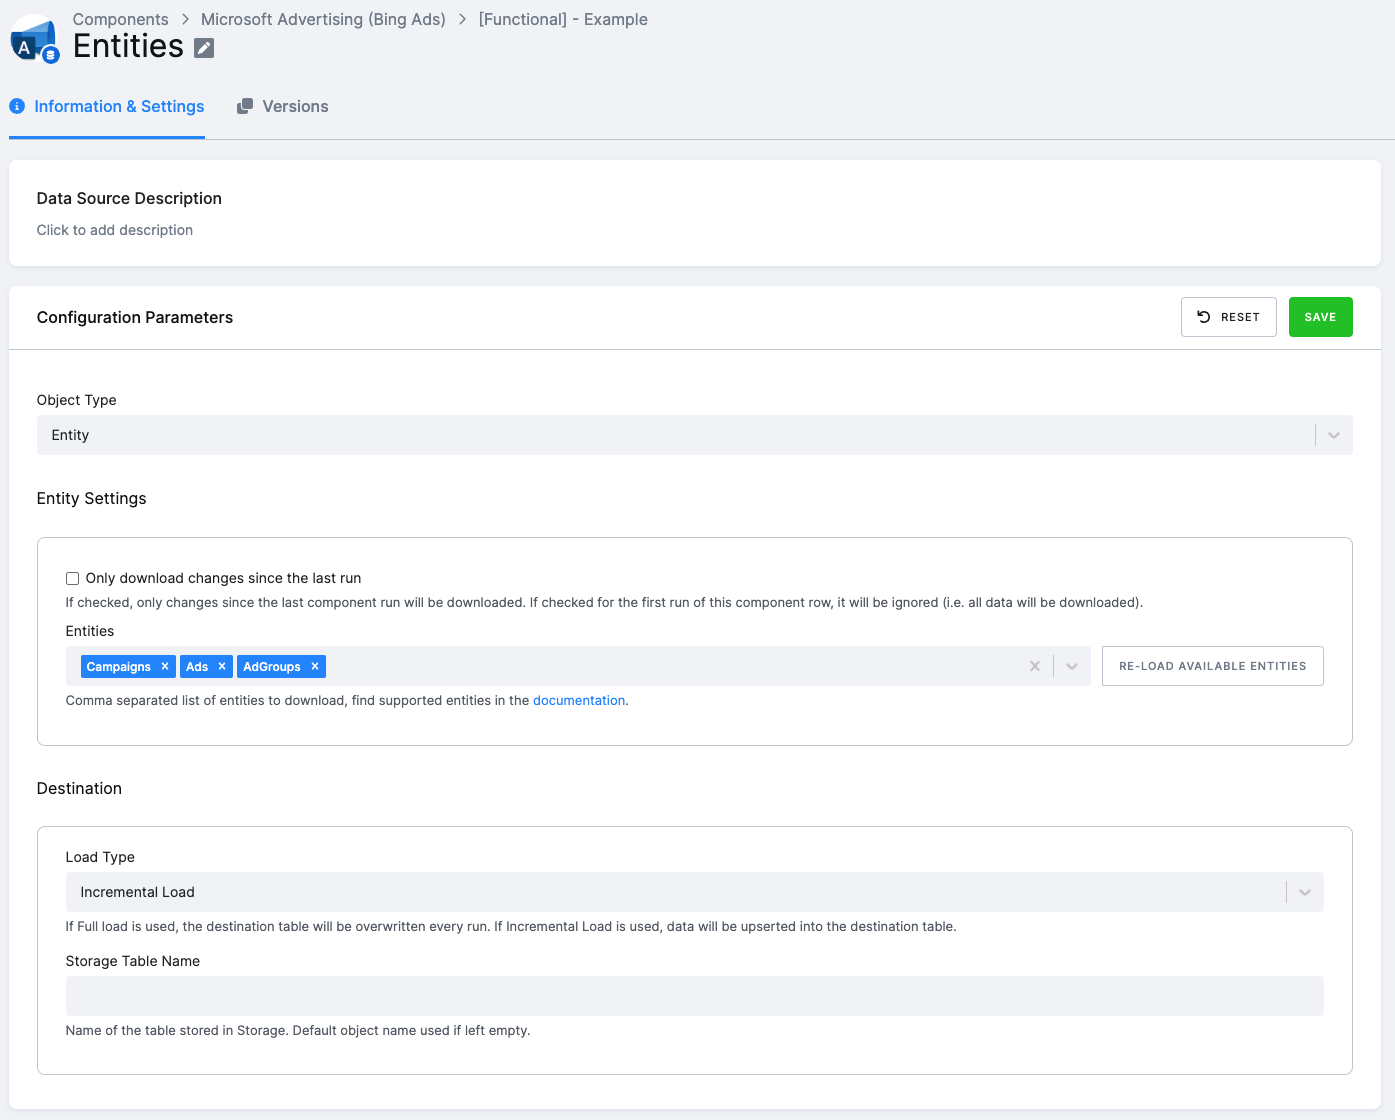 Components > Microsoft Advertising (Bing Ads) > [Functional] - Example
A
Entities
Information & Settings
Versions
Data Source Description
Click to add description
Configuration Parameters
RESET
SAVE
Object Type
Entity
Entity Settings
Only download changes since the last run
If checked, only changes since the last component run will be downloaded. If checked for the first run of this component row, it will be ignored (i.e. all data will be downloaded).
Entities
Campaigns × Ads × AdGroups ×
RE-LOAD AVAILABLE ENTITIES
Comma separated list of entities to download, find supported entities in the documentation.
Destination
Load Type
Incremental Load
If Full load is used, the destination table will be overwritten every run. If Incremental Load is used, data will be upserted into the destination table.
Storage Table Name
Name of the table stored in Storage. Default object name used if left empty.